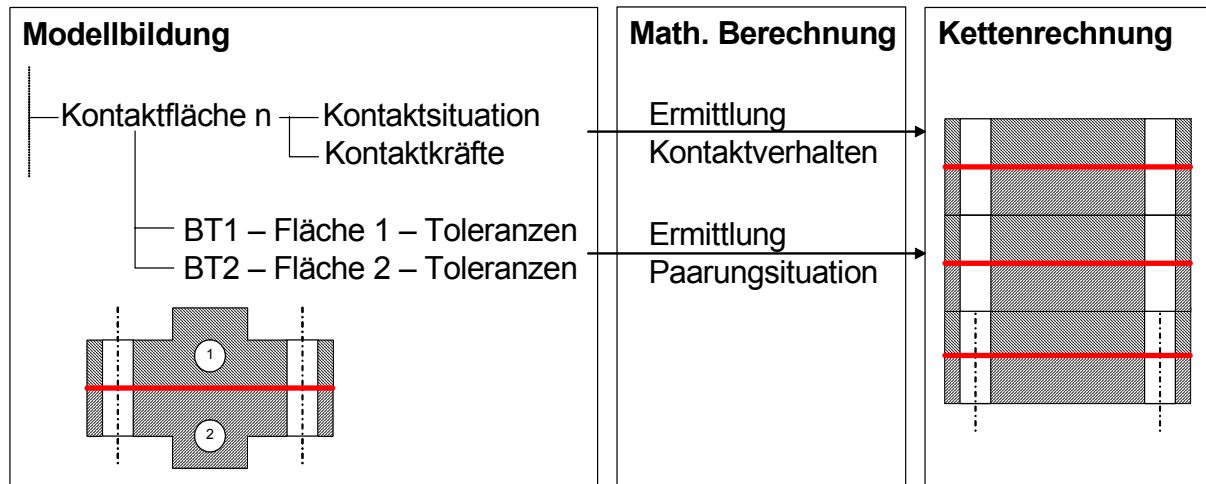 Modellbildung
Kontaktfläche n
Kontaktsituation
Kontaktkräfte
BT1 – Fläche 1 – Toleranzen
BT2 – Fläche 2 – Toleranzen
1
2
Math. Berechnung
Ermittlung
Kontaktverhalten
Ermittlung
Paarungsituation
Kettenrechnung